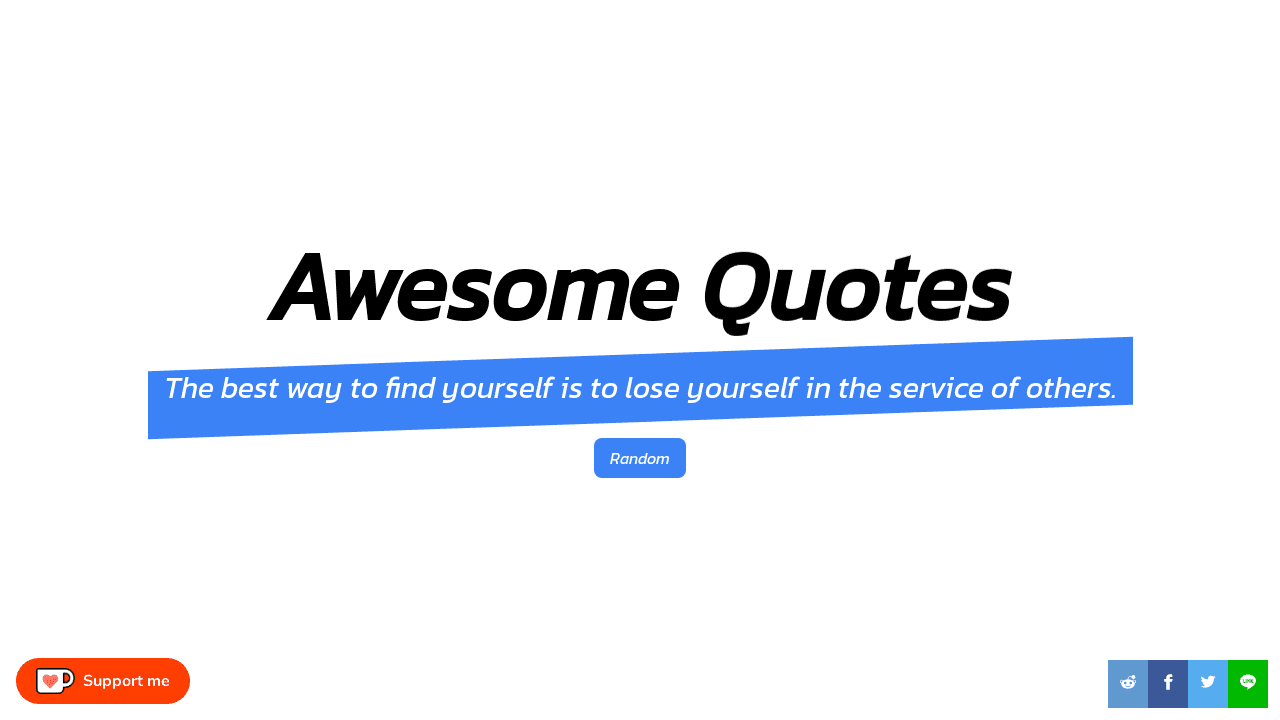 Awesome Quotes
The best way to find yourself is to lose yourself in the service of others.
Random
Support me
LINE